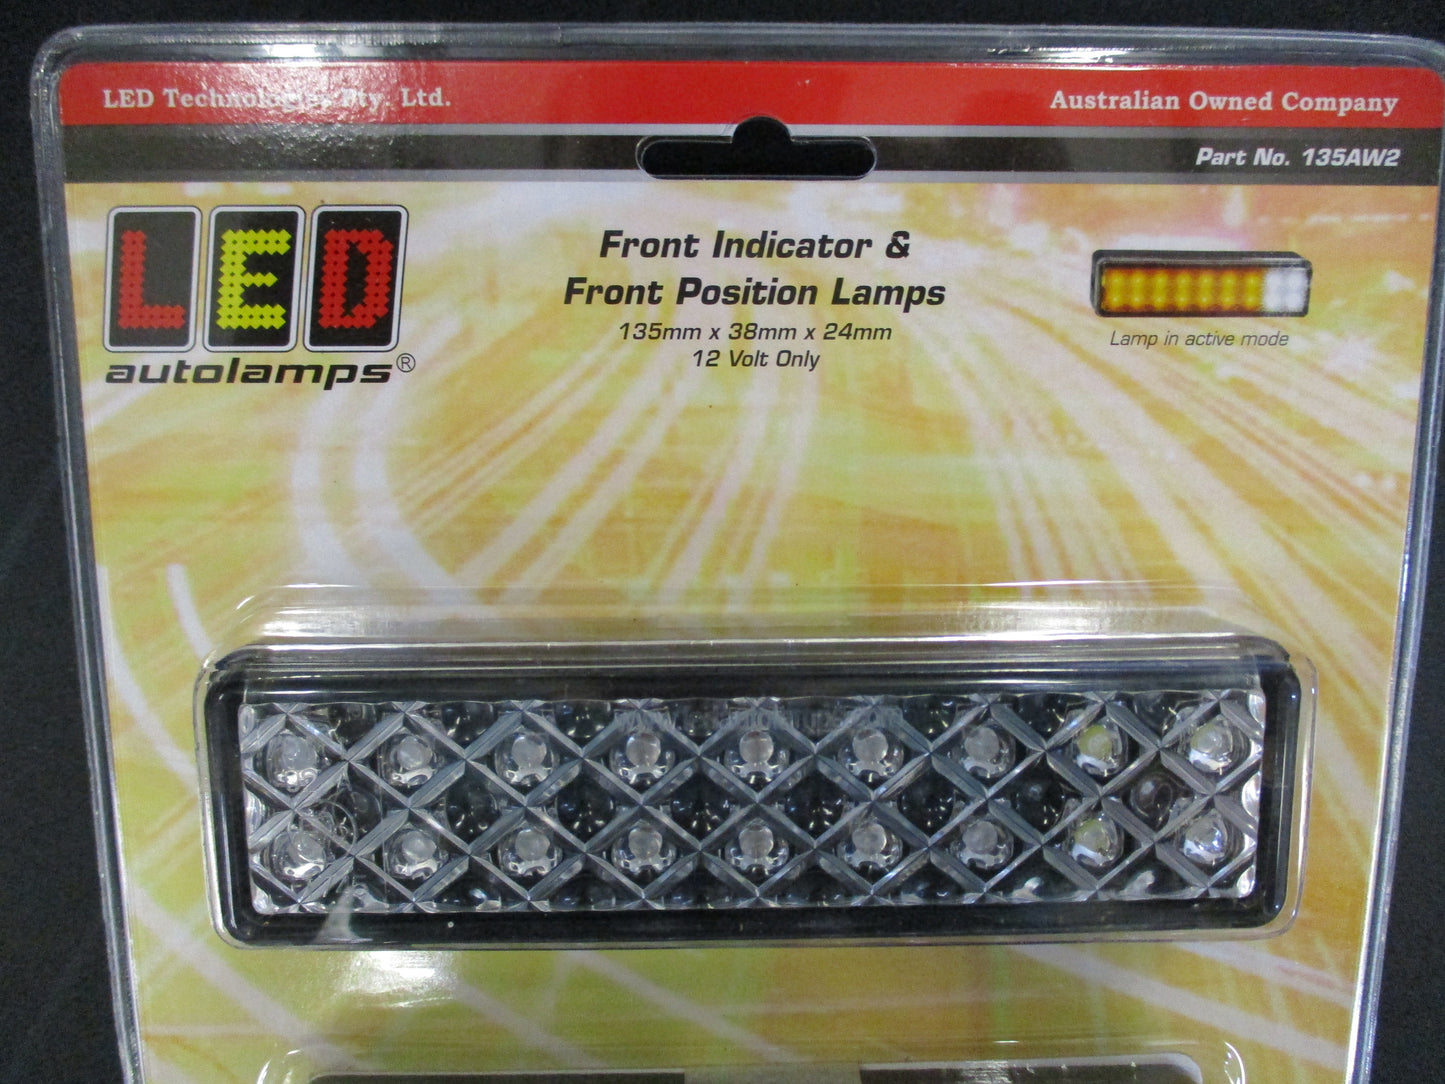 LED Technologies Pty. Ltd.
Australian Owned Company
Part No. 135AW2
LED
autolamps®
Front Indicator &
Front Position Lamps
135mm x 38mm x 24mm
12 Volt Only
Lamp in active mode